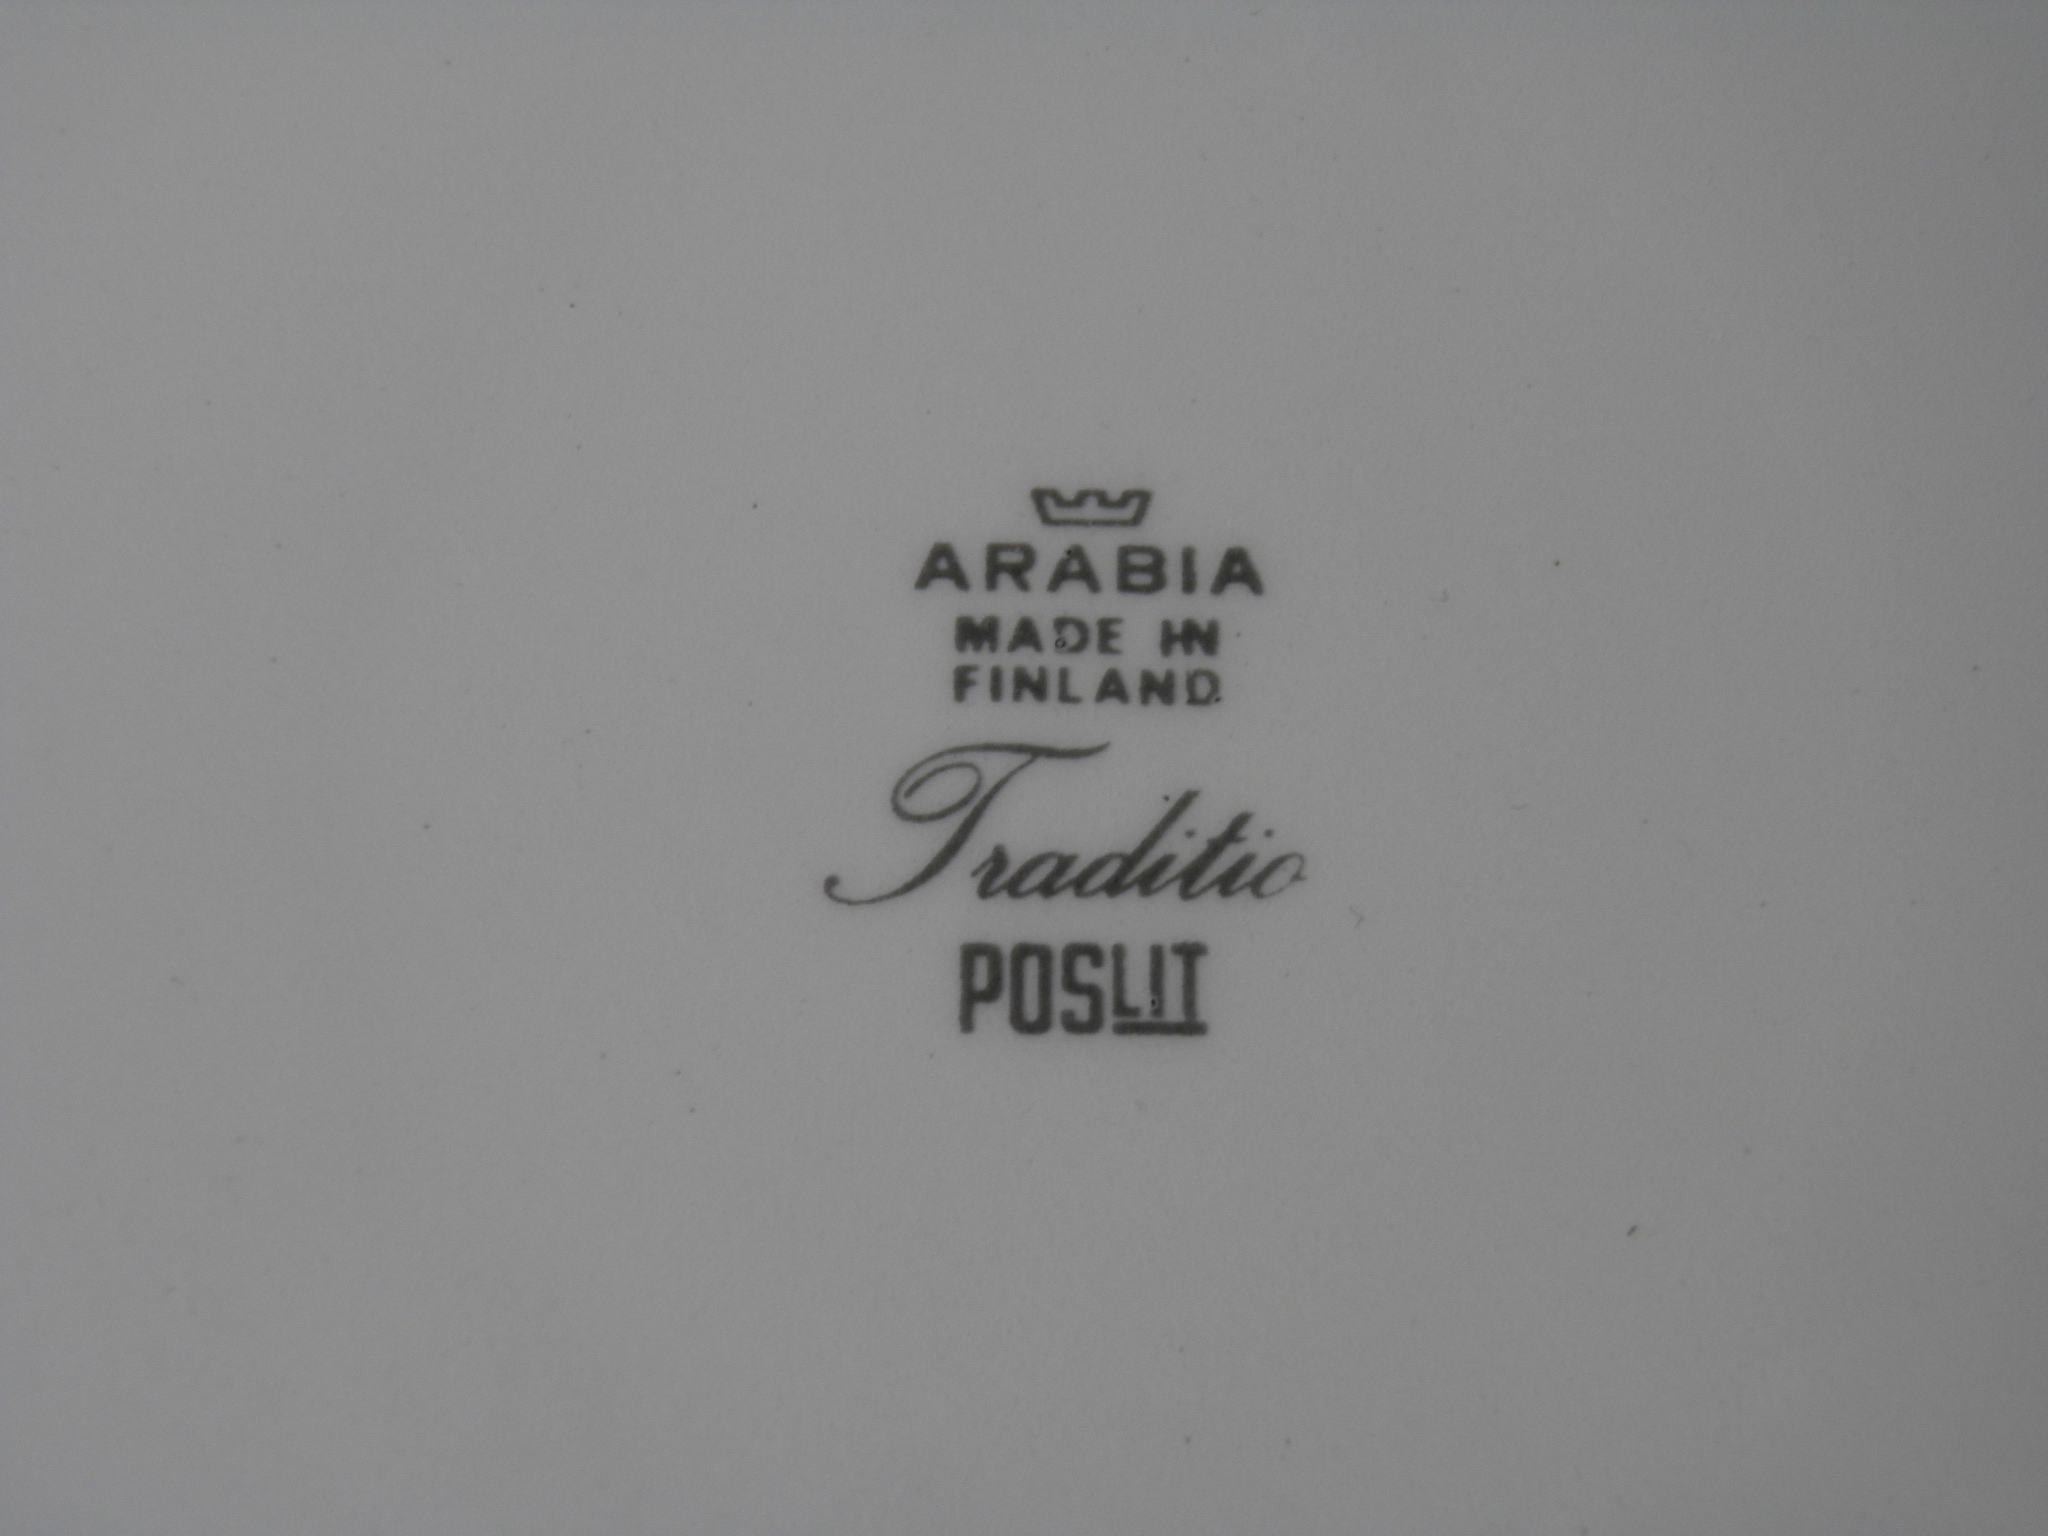 ARABIA
MADE IN
FINLAND
Traditio
POSLIT